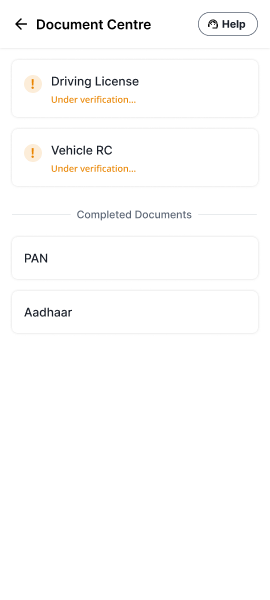 Document Centre
Help
Driving License
Under verification...
Vehicle RC
Under verification...
Completed Documents
PAN
Aadhaar